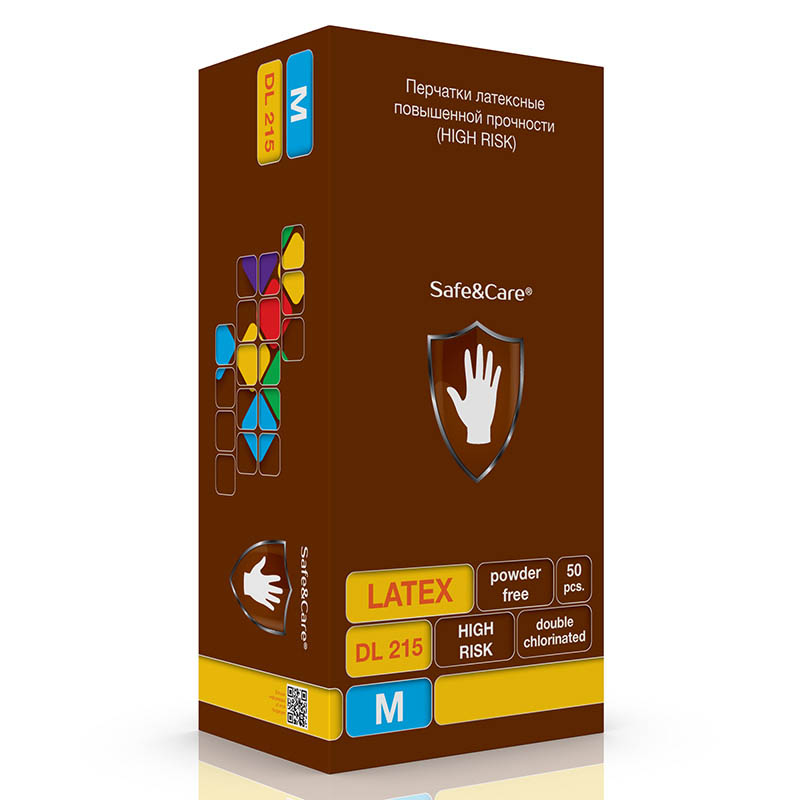 Перчатки латексные
повышенной прочности
(HIGH RISK)
Safe&Care®
LATEX
powder
free
50
pcs.
DL 215
HIGH
RISK
double
chlorinated
M
M
DL 215
Safe&Care®